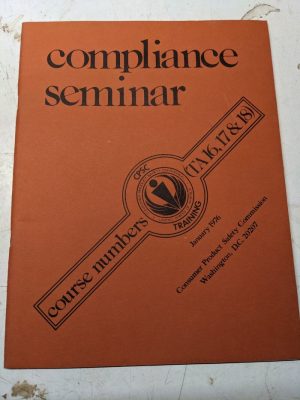 compliance
seminar
course numbers (TA 16, 17 & 18)
CPSC
TRAINING
January 1976
Consumer Product Safety Commission
Washington, D.C. 20207